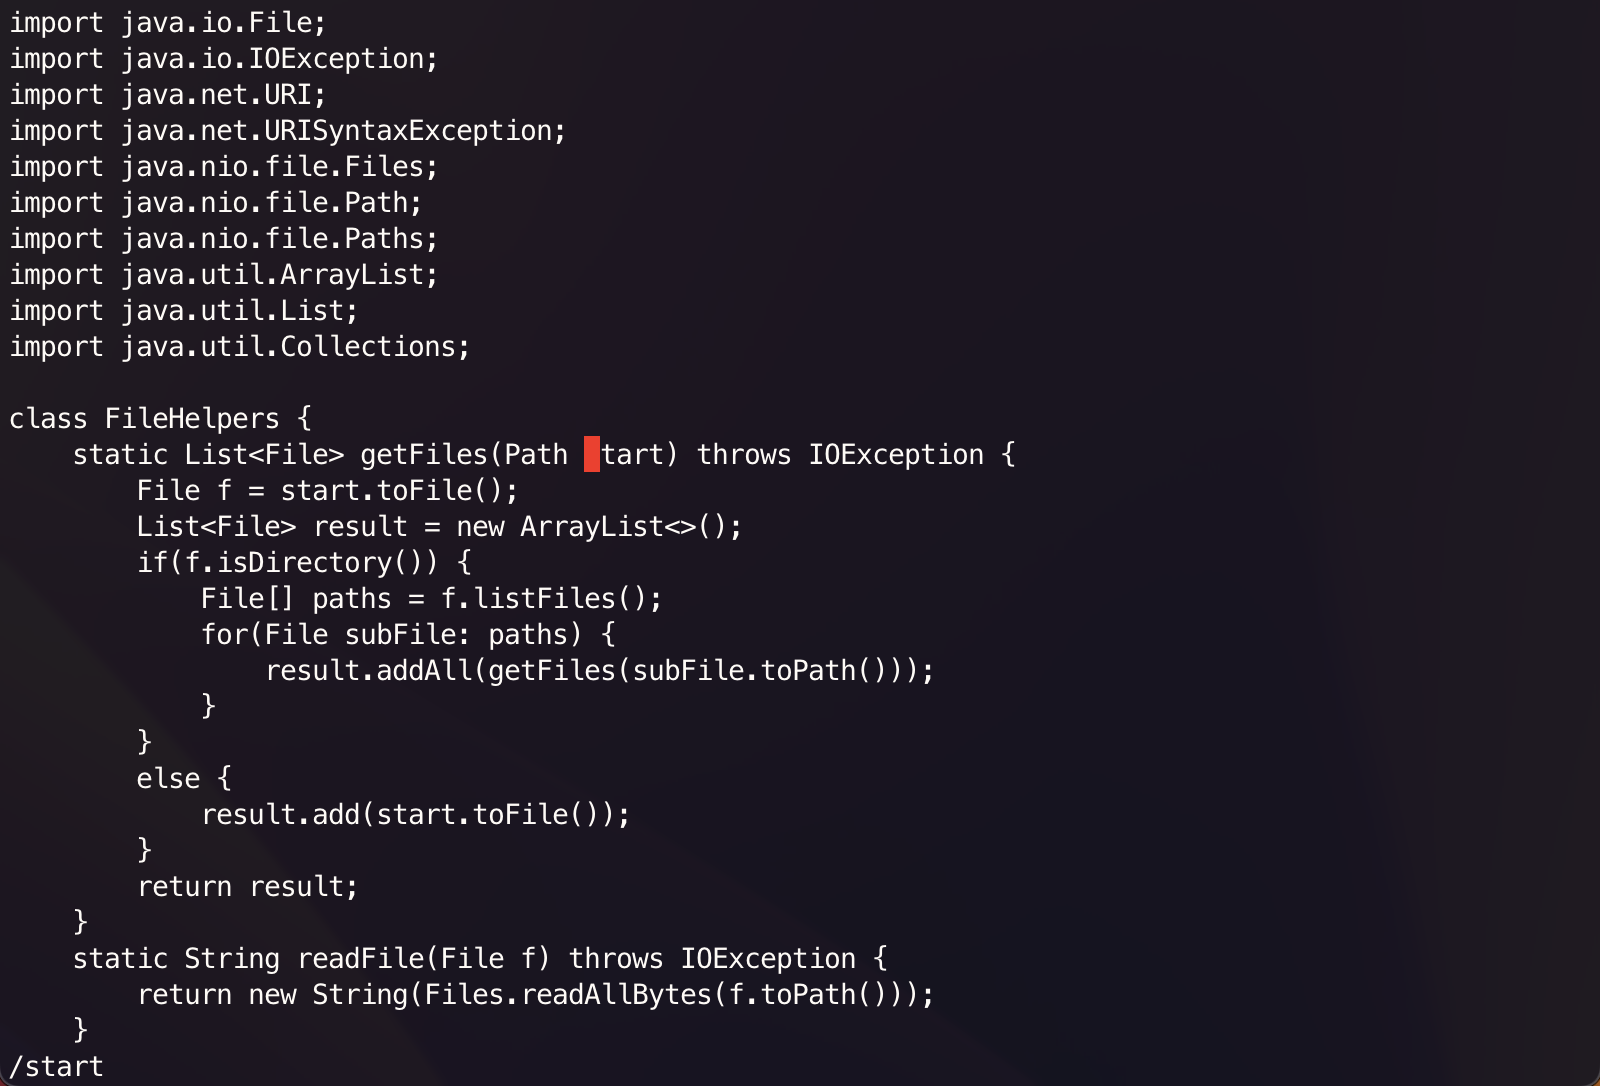 import java.io.File;
import java.io.IOException;
import java.net.URI;
import java.net.URISyntaxException;
import java.nio.file.Files;
import java.nio.file.Path;
import java.nio.file.Paths;
import java.util.ArrayList;
import java.util.List;
import java.util.Collections;

class FileHelpers {
    static List<File> getFiles(Path tart) throws IOException {
        File f = start.toFile();
        List<File> result = new ArrayList<>();
        if(f.isDirectory()) {
            File[] paths = f.listFiles();
            for(File subFile: paths) {
                result.addAll(getFiles(subFile.toPath()));
            }
        }
        else {
            result.add(start.toFile());
        }
        return result;
    }
    static String readFile(File f) throws IOException {
        return new String(Files.readAllBytes(f.toPath()));
    }
/start